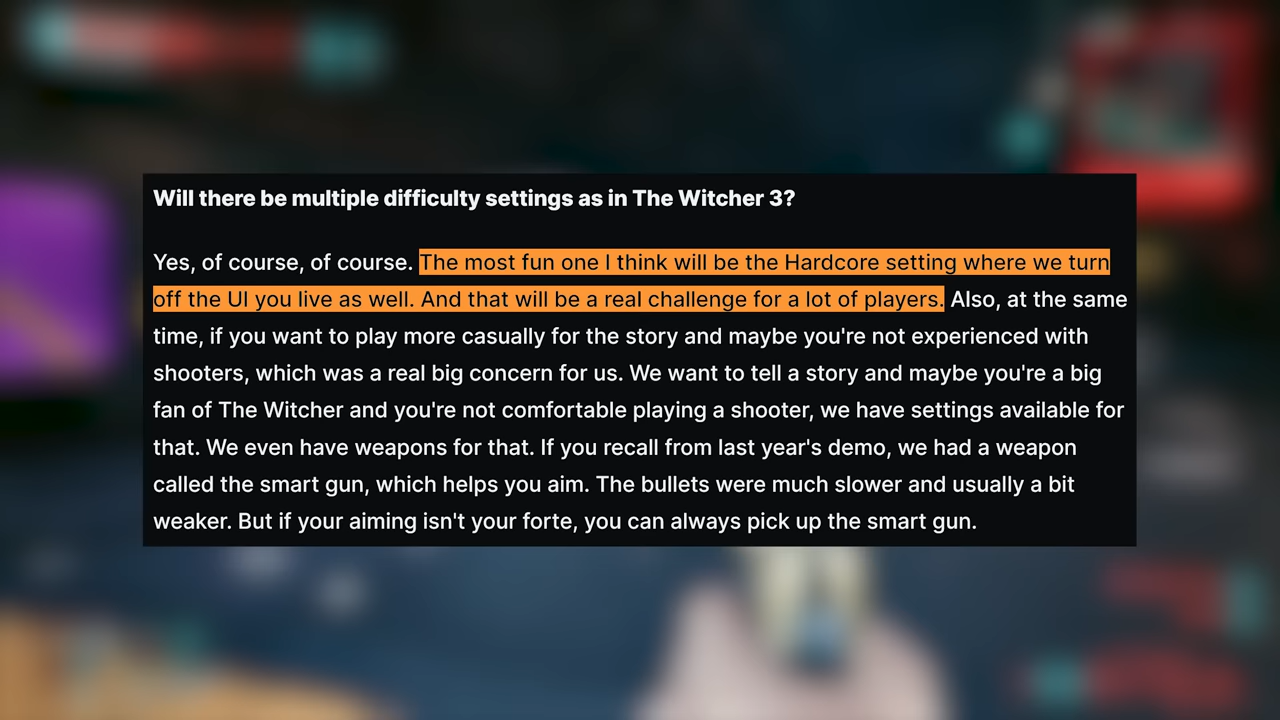 Will there be multiple difficulty settings as in The Witcher 3?
Yes, of course, of course. The most fun one I think will be the Hardcore setting where we turn
off the UI you live as well. And that will be a real challenge for a lot of players. Also, at the same
time, if you want to play more casually for the story and maybe you're not experienced with
shooters, which was a real big concern for us. We want to tell a story and maybe you're a big
fan of The Witcher and you're not comfortable playing a shooter, we have settings available for
that. We even have weapons for that. If you recall from last year's demo, we had a weapon
called the smart gun, which helps you aim. The bullets were much slower and usually a bit
weaker. But if your aiming isn't your forte, you can always pick up the smart gun.